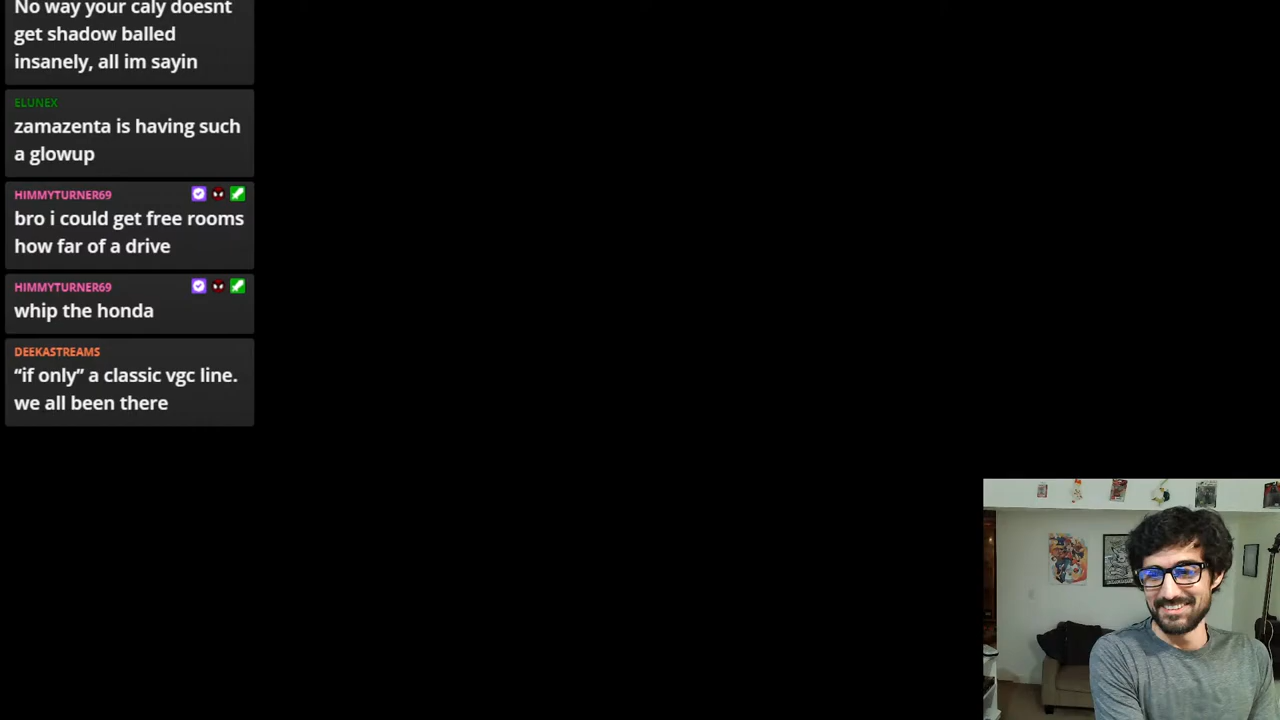 No way your caly doesnt
get shadow balled
insanely, all im sayin
ELUNEX
zamazenta is having such
a glowup
HIMMYTURNER69
bro i could get free rooms
how far of a drive
HIMMYTURNER69
whip the honda
DEEKASTREAMS
“if only” a classic vgc line.
we all been there